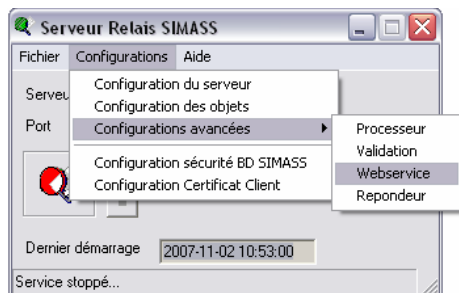 Serveur Relais SIMASS
Fichier Configurations Aide
Configuration du serveur
Configuration des objets
Configurations avancées
Configuration sécurité BD SIMASS
Configuration Certificat Client
Processeur
Validation
Webservice
Repondeur
Serveu
Port
Dernier démarrage 2007-11-02 10:53:00
Service stoppé...